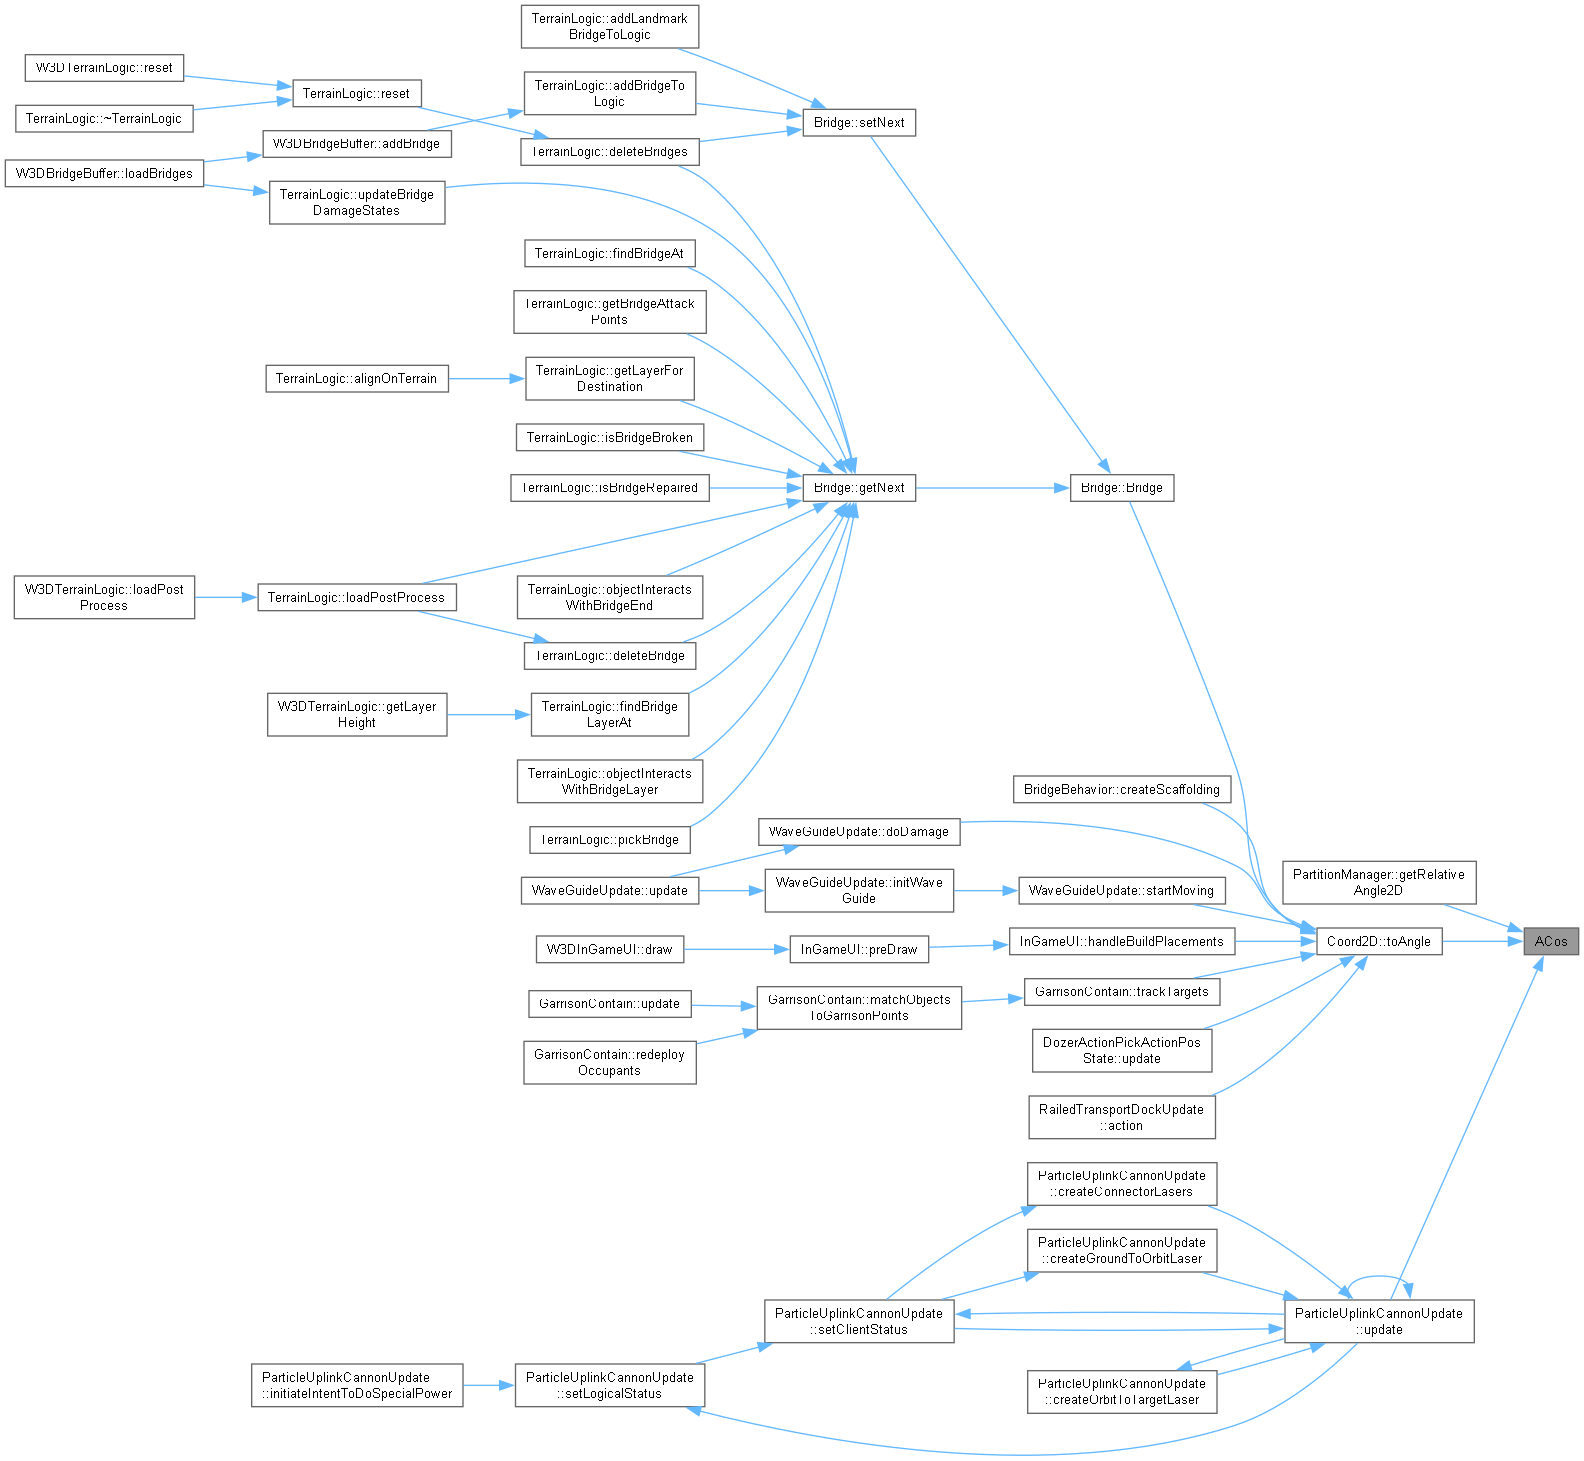 TerrainLogic::addLandmark
BridgeToLogic
W3DTerrainLogic::reset
TerrainLogic::reset
TerrainLogic::addBridgeTo
Logic
TerrainLogic::~TerrainLogic
Bridge::setNext
W3DBridgeBuffer::addBridge
TerrainLogic::deleteBridges
W3DBridgeBuffer::loadBridges
TerrainLogic::updateBridge
DamageStates
TerrainLogic::findBridgeAt
TerrainLogic::getBridgeAttack
Points
TerrainLogic::alignOnTerrain
TerrainLogic::getLayerFor
Destination
TerrainLogic::isBridgeBroken
TerrainLogic::isBridgeRepaired
Bridge::getNext
Bridge::Bridge
W3DTerrainLogic::loadPost
Process
TerrainLogic::loadPostProcess
TerrainLogic::objectInteracts
WithBridgeEnd
TerrainLogic::deleteBridge
W3DTerrainLogic::getLayer
Height
TerrainLogic::findBridge
LayerAt
TerrainLogic::objectInteracts
WithBridgeLayer
BridgeBehavior::createScaffolding
TerrainLogic::pickBridge
WaveGuideUpdate::doDamage
WaveGuideUpdate::update
WaveGuideUpdate::initWave
Guide
WaveGuideUpdate::startMoving
PartitionManager::getRelative
Angle2D
W3DInGameUI::draw
InGameUI::preDraw
InGameUI::handleBuildPlacements
Coord2D::toAngle
ACos
GarrisonContain::update
GarrisonContain::matchObjects
ToGarrisonPoints
GarrisonContain::trackTargets
GarrisonContain::redeploy
Occupants
DozerActionPickActionPos
State::update
RailedTransportDockUpdate
::action
ParticleUplinkCannonUpdate
::createConnectorLasers
ParticleUplinkCannonUpdate
::createGroundToOrbitLaser
ParticleUplinkCannonUpdate
::setClientStatus
ParticleUplinkCannonUpdate
::update
ParticleUplinkCannonUpdate
::initiateIntentToDoSpecialPower
ParticleUplinkCannonUpdate
::setLogicalStatus
ParticleUplinkCannonUpdate
::createOrbitToTargetLaser